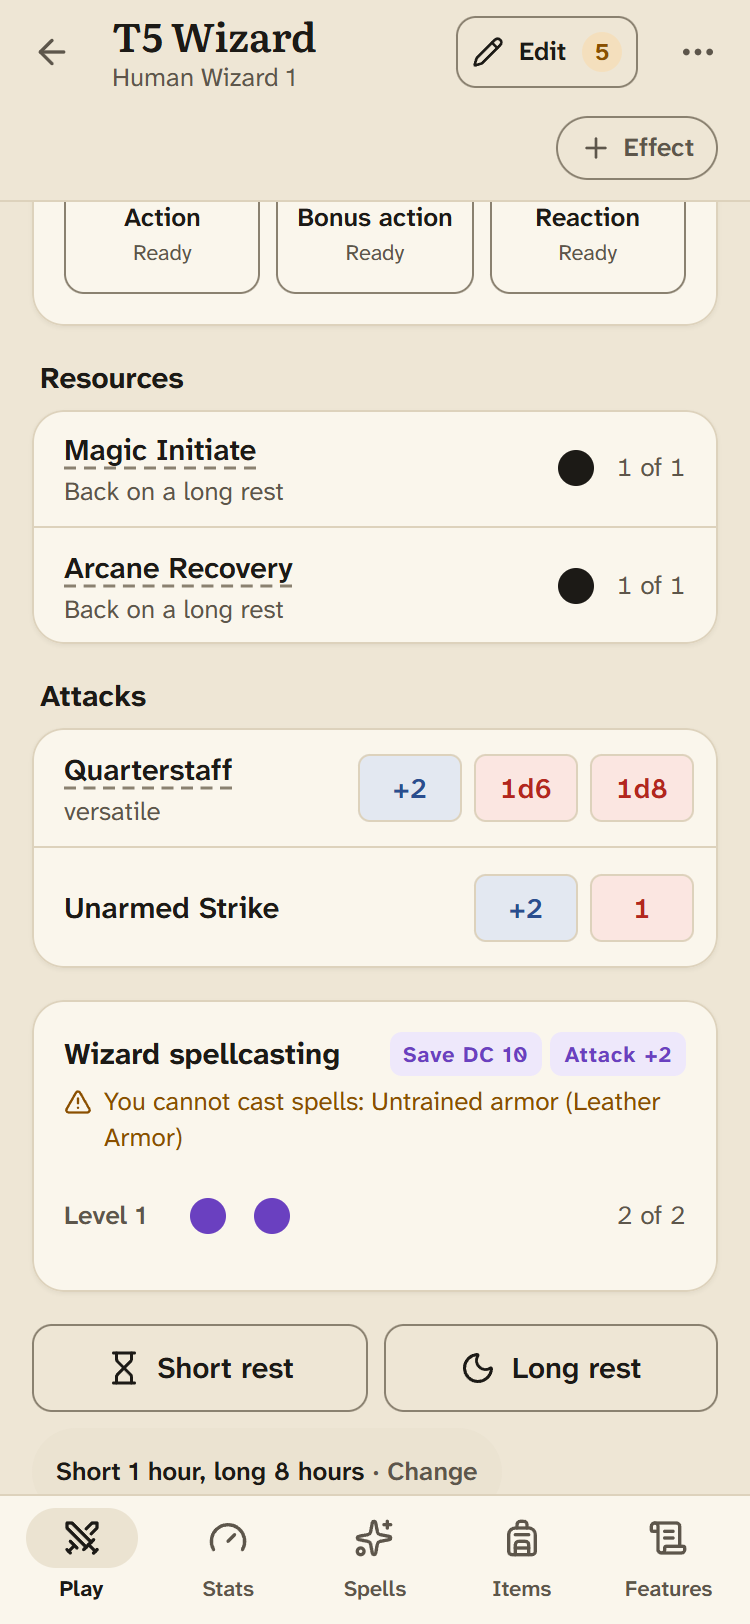 T5 Wizard
Human Wizard 1
Edit 5
Effect
Action
Bonus action
Reaction
Ready
Ready
Ready
Resources
Magic Initiate
Back on a long rest
1 of 1
Arcane Recovery
Back on a long rest
1 of 1
Attacks
Quarterstaff
versatile
+2
1d6
1d8
Unarmed Strike
+2
1
Wizard spellcasting
Save DC 10
Attack +2
You cannot cast spells: Untrained armor (Leather
Armor)
Level 1
2 of 2
Short rest
Long rest
Short 1 hour, long 8 hours · Change
Play
Stats
Spells
Items
Features